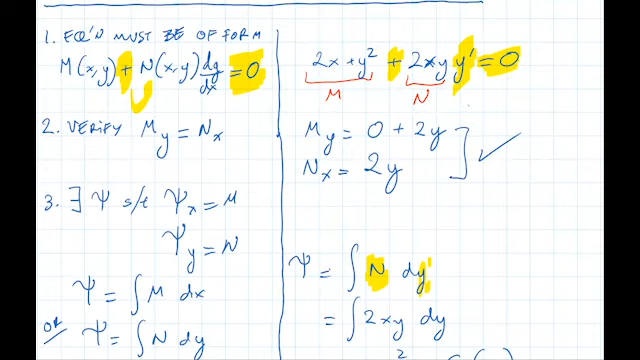 1. EQ'N MUST BE OF FORM
M(x,y) + N(x,y) dy/dx = 0
2. VERIFY My = Nx
3. ∃ Ψ s/t Ψx = M
Ψy = N
Ψ = ∫ M dx
OR Ψ = ∫ N dy
2x + y² + 2xy y' = 0
M N
My = 0 + 2y
Nx = 2y ✓
Ψ = ∫ N dy'
= ∫ 2xy dy